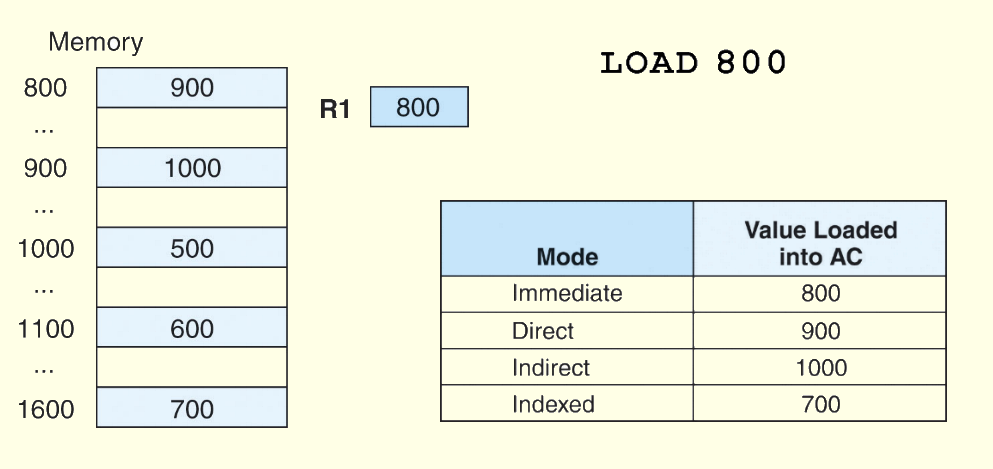 Memory
LOAD 800
800 900
R1 800
...
900 1000
...
1000 500
...
1100 600
...
1600 700
Mode Value Loaded into AC
Immediate 800
Direct 900
Indirect 1000
Indexed 700